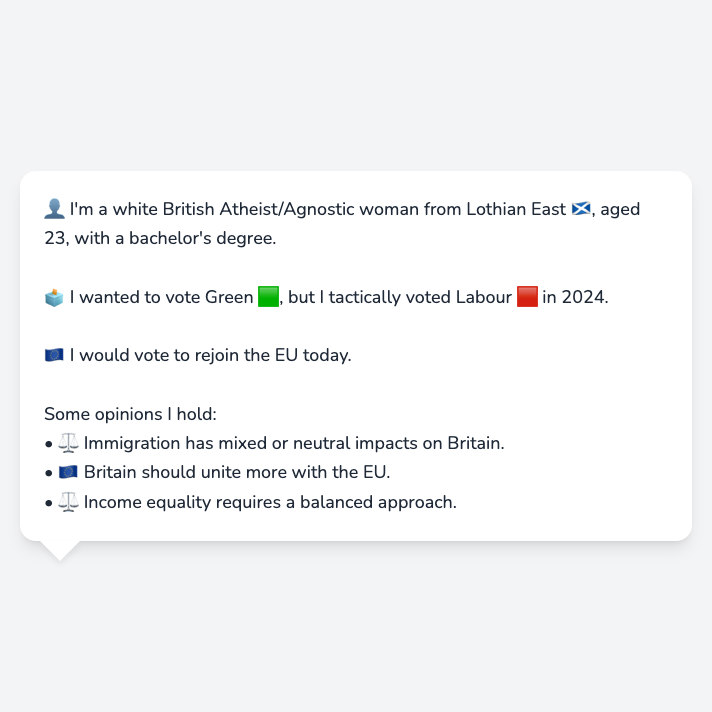 👤 I'm a white British Atheist/Agnostic woman from Lothian East 🏴󠁧󠁢󠁳󠁣󠁴󠁿, aged
23, with a bachelor's degree.
🗳️ I wanted to vote Green 🟩, but I tactically voted Labour 🟥 in 2024.
🇪🇺 I would vote to rejoin the EU today.
Some opinions I hold:
• ⚖️ Immigration has mixed or neutral impacts on Britain.
• 🇪🇺 Britain should unite more with the EU.
• ⚖️ Income equality requires a balanced approach.